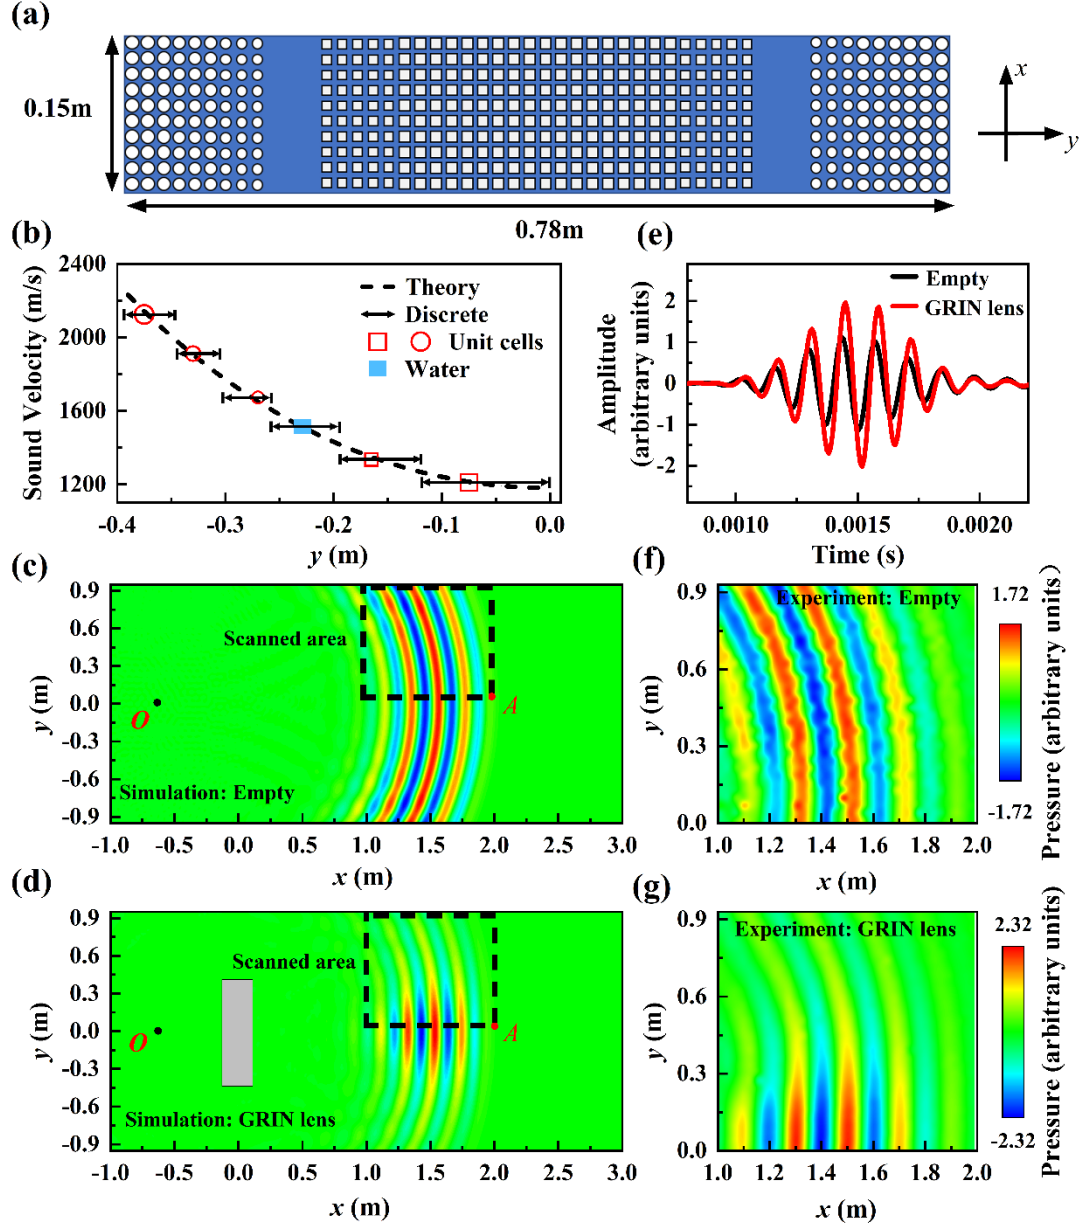 (a)
0.15m
x
y
0.78m
(b)
2400
2000
1600
1200
Sound Velocity (m/s)
Theory
Discrete
Unit cells
Water
-0.4
-0.3
-0.2
-0.1
0.0
y (m)
(e)
2
1
0
-1
-2
Amplitude
(arbitrary units)
Empty
GRIN lens
0.0010
0.0015
0.0020
Time (s)
(c)
0.9
0.6
0.3
0.0
-0.3
-0.6
-0.9
y (m)
Scanned area
O
A
Simulation: Empty
-1.0
-0.5
0.0
0.5
1.0
1.5
2.0
2.5
3.0
x (m)
(f)
0.9
0.6
0.3
0.0
y (m)
Experiment: Empty
1.0
1.2
1.4
1.6
1.8
2.0
x (m)
1.72
-1.72
Pressure (arbitrary units)
(d)
0.9
0.6
0.3
0.0
-0.3
-0.6
-0.9
y (m)
Scanned area
O
A
Simulation: GRIN lens
-1.0
-0.5
0.0
0.5
1.0
1.5
2.0
2.5
3.0
x (m)
(g)
0.9
0.6
0.3
0.0
y (m)
Experiment: GRIN lens
1.0
1.2
1.4
1.6
1.8
2.0
x (m)
2.32
-2.32
Pressure (arbitrary units)